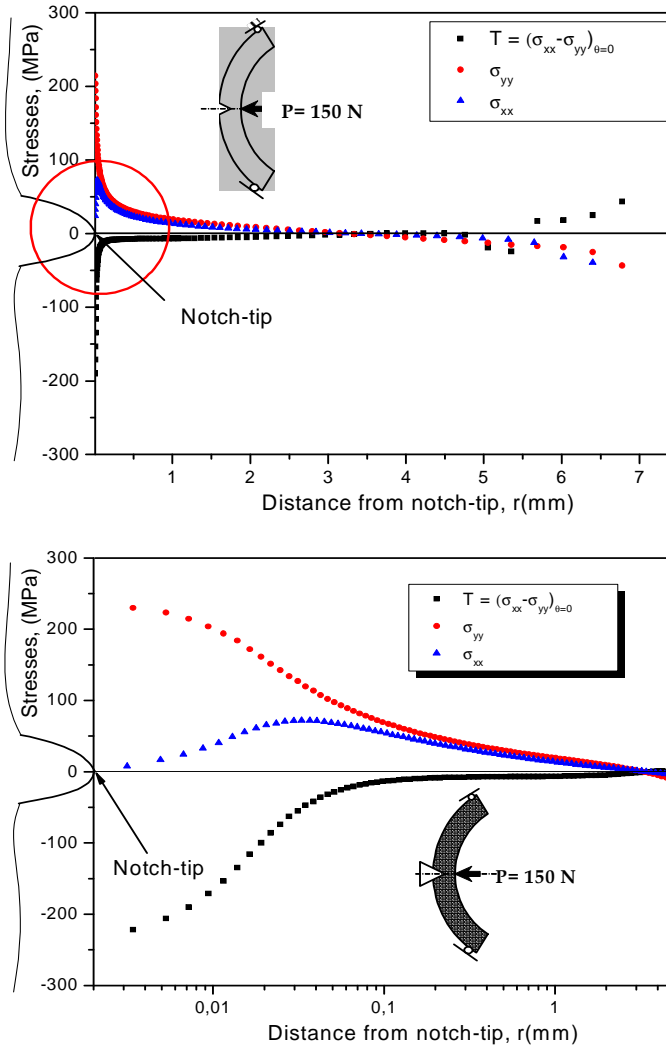 300
200
100
0
-100
-200
-300
Stresses, (MPa)
T = (σxx-σyy)θ=0
σyy
σxx
P= 150 N
Notch-tip
1 2 3 4 5 6 7
Distance from notch-tip, r(mm)
300
200
100
0
-100
-200
-300
Stresses, (MPa)
T = (σxx-σyy)θ=0
σyy
σxx
Notch-tip
P= 150 N
0,01 0,1 1
Distance from notch-tip, r(mm)